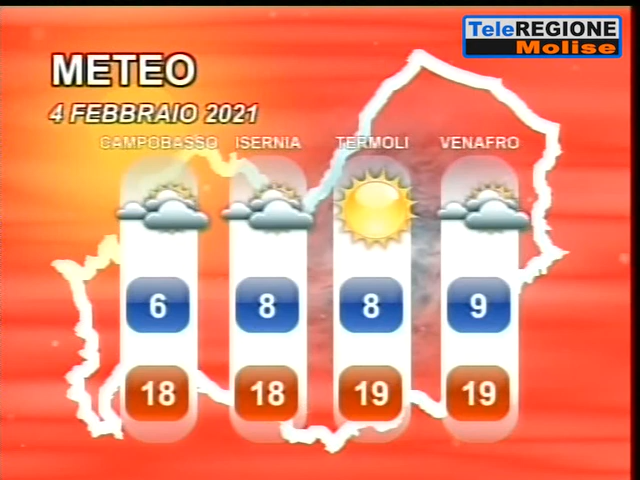 TeleREGIONE
Molise
METEO
4 FEBBRAIO 2021
CAMPOBASSO ISERNIA TERMOLI VENAFRO
6 8 8 9
18 18 19 19